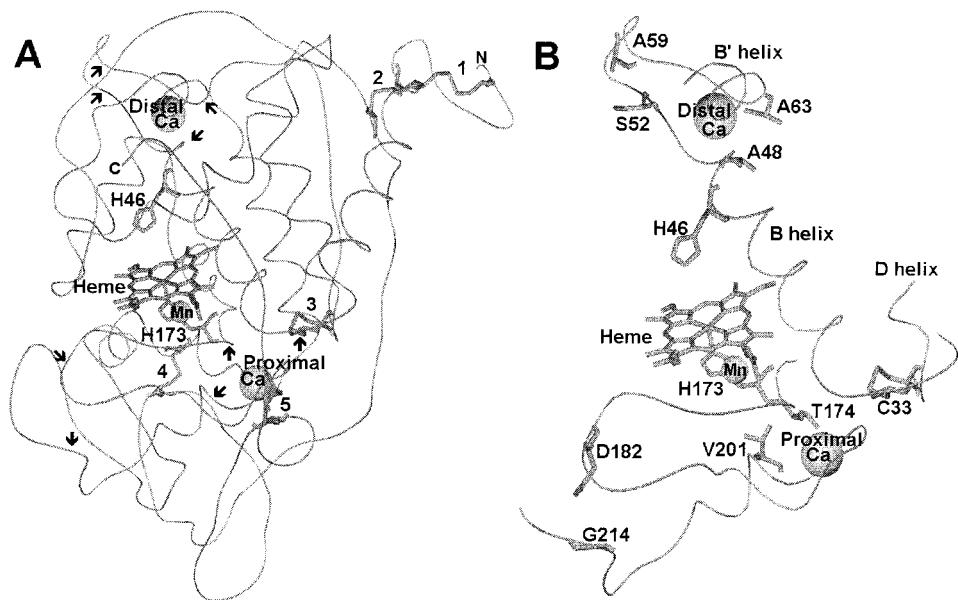 A
Distal
Ca
2
1
N
C
H46
Heme
Mn
H173
3
4
Proximal
Ca
5
B
A59
B' helix
S52
Distal
Ca
A63
A48
H46
B helix
D helix
Heme
Mn
H173
T174
C33
D182
V201
Proximal
Ca
G214